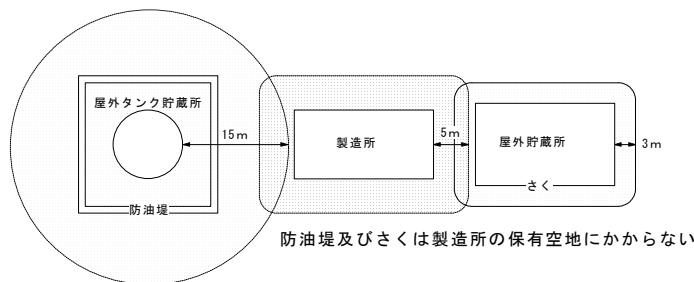 屋外タンク貯蔵所
15m
製造所
5m
屋外貯蔵所
3m
さく
防油堤
防油堤及びさくは製造所の保有空地にかからない